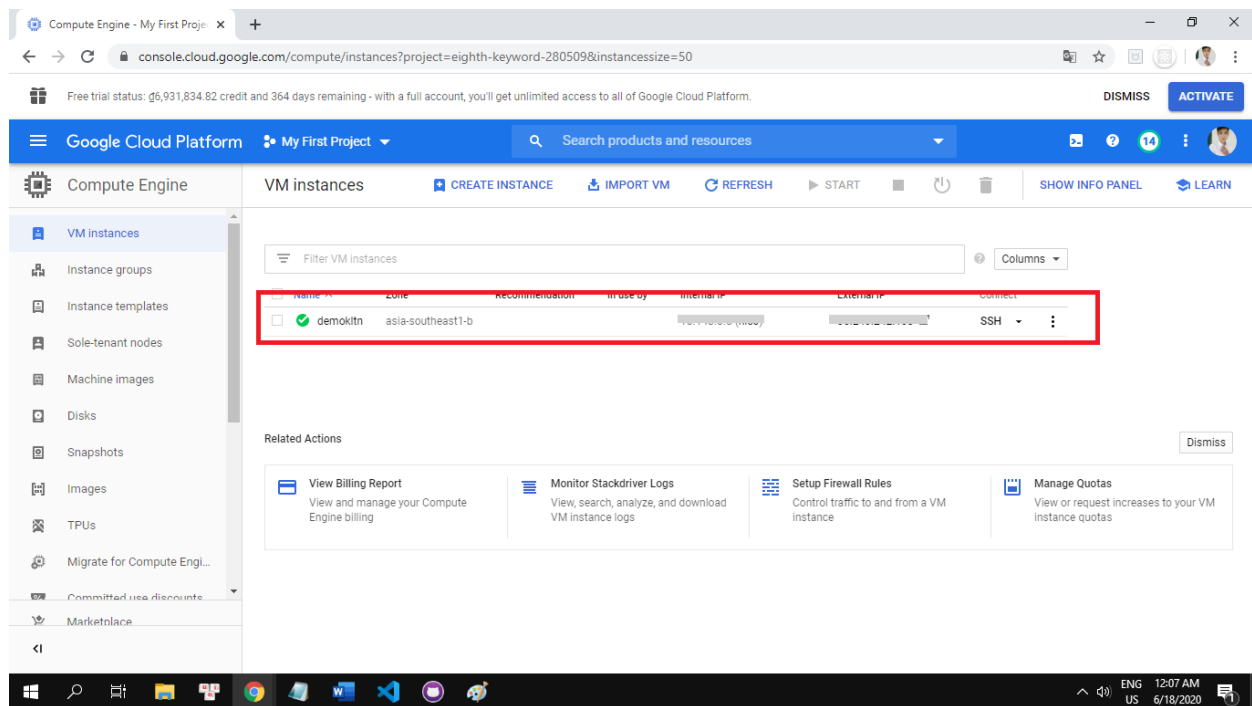 Compute Engine - My First Proje
console.cloud.google.com/compute/instances?project=eighth-keyword-280509&instancessize=50
Free trial status: ₫6,931,834.82 credit and 364 days remaining - with a full account, you'll get unlimited access to all of Google Cloud Platform.
DISMISS
ACTIVATE
Google Cloud Platform
My First Project
Search products and resources
14
Compute Engine
VM instances
CREATE INSTANCE
IMPORT VM
REFRESH
START
SHOW INFO PANEL
LEARN
VM instances
Instance groups
Instance templates
Sole-tenant nodes
Machine images
Disks
Snapshots
Images
TPUs
Migrate for Compute Engi...
Committed use discounts
Marketplace
Filter VM instances
Columns
Name Zone Recommendation In use by Internal IP External IP Connect
demokltn asia-southeast1-b SSH
Related Actions
Dismiss
View Billing Report
View and manage your Compute
Engine billing
Monitor Stackdriver Logs
View, search, analyze, and download
VM instance logs
Setup Firewall Rules
Control traffic to and from a VM
instance
Manage Quotas
View or request increases to your VM
instance quotas
ENG
US
12:07 AM
6/18/2020